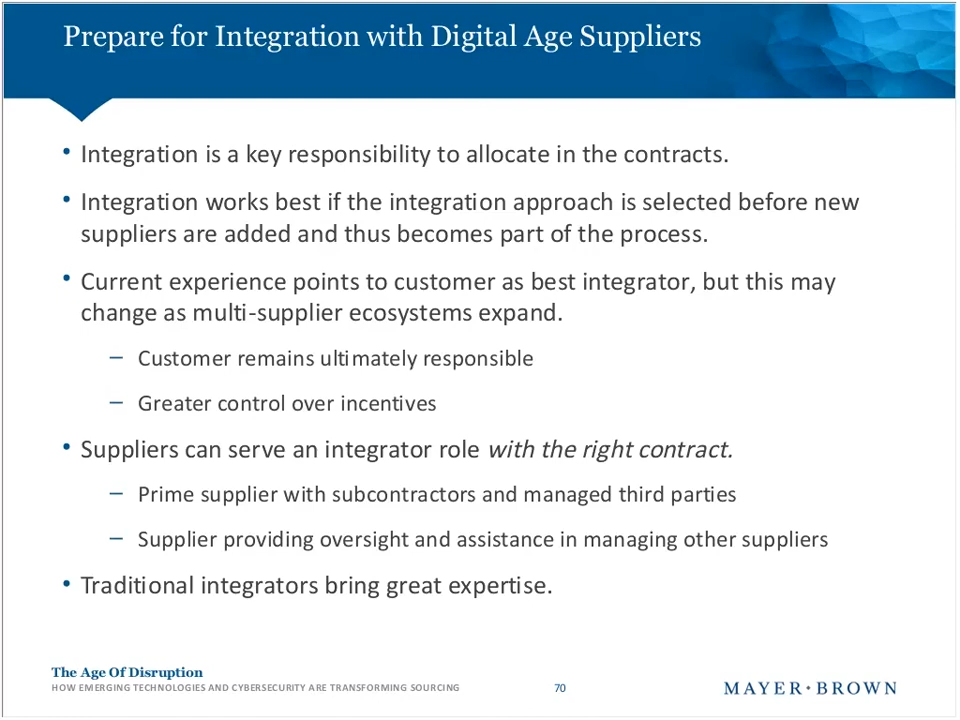 Prepare for Integration with Digital Age Suppliers
• Integration is a key responsibility to allocate in the contracts.
• Integration works best if the integration approach is selected before new
suppliers are added and thus becomes part of the process.
• Current experience points to customer as best integrator, but this may
change as multi-supplier ecosystems expand.
– Customer remains ultimately responsible
– Greater control over incentives
• Suppliers can serve an integrator role with the right contract.
– Prime supplier with subcontractors and managed third parties
– Supplier providing oversight and assistance in managing other suppliers
• Traditional integrators bring great expertise.
The Age Of Disruption
HOW EMERGING TECHNOLOGIES AND CYBERSECURITY ARE TRANSFORMING SOURCING
70
MAYER•BROWN